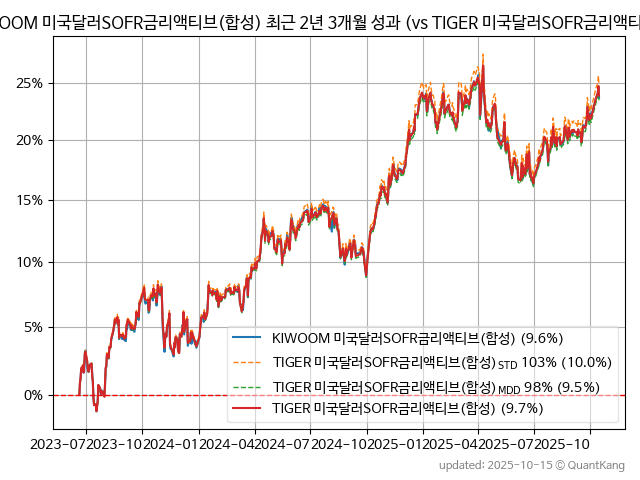 OOM 미국달러SOFR금리액티브(합성) 최근 2년 3개월 성과 (vs TIGER 미국달러SOFR금리액티
25%
20%
15%
10%
5%
0%
KIWOOM 미국달러SOFR금리액티브(합성) (9.6%)
TIGER 미국달러SOFR금리액티브(합성) STD 103% (10.0%)
TIGER 미국달러SOFR금리액티브(합성) MDD 98% (9.5%)
TIGER 미국달러SOFR금리액티브(합성) (9.7%)
2023-07 2023-10 2024-01 2024-04 2024-07 2024-10 2025-01 2025-04 2025-07 2025-10
updated: 2025-10-15 © QuantKang